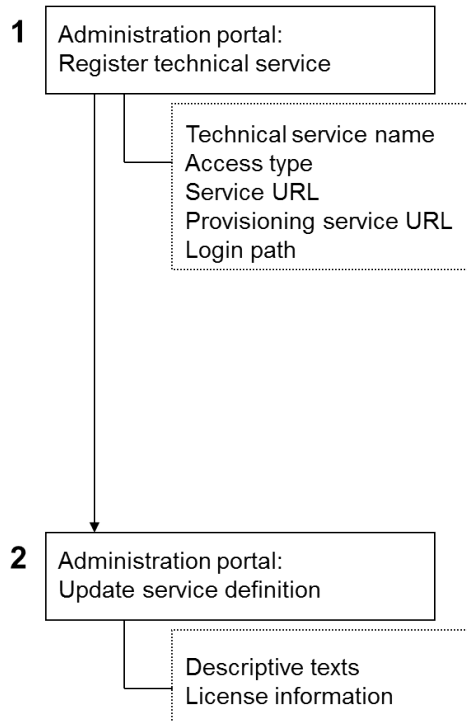 1
Administration portal:
Register technical service
Technical service name
Access type
Service URL
Provisioning service URL
Login path
2
Administration portal:
Update service definition
Descriptive texts
License information